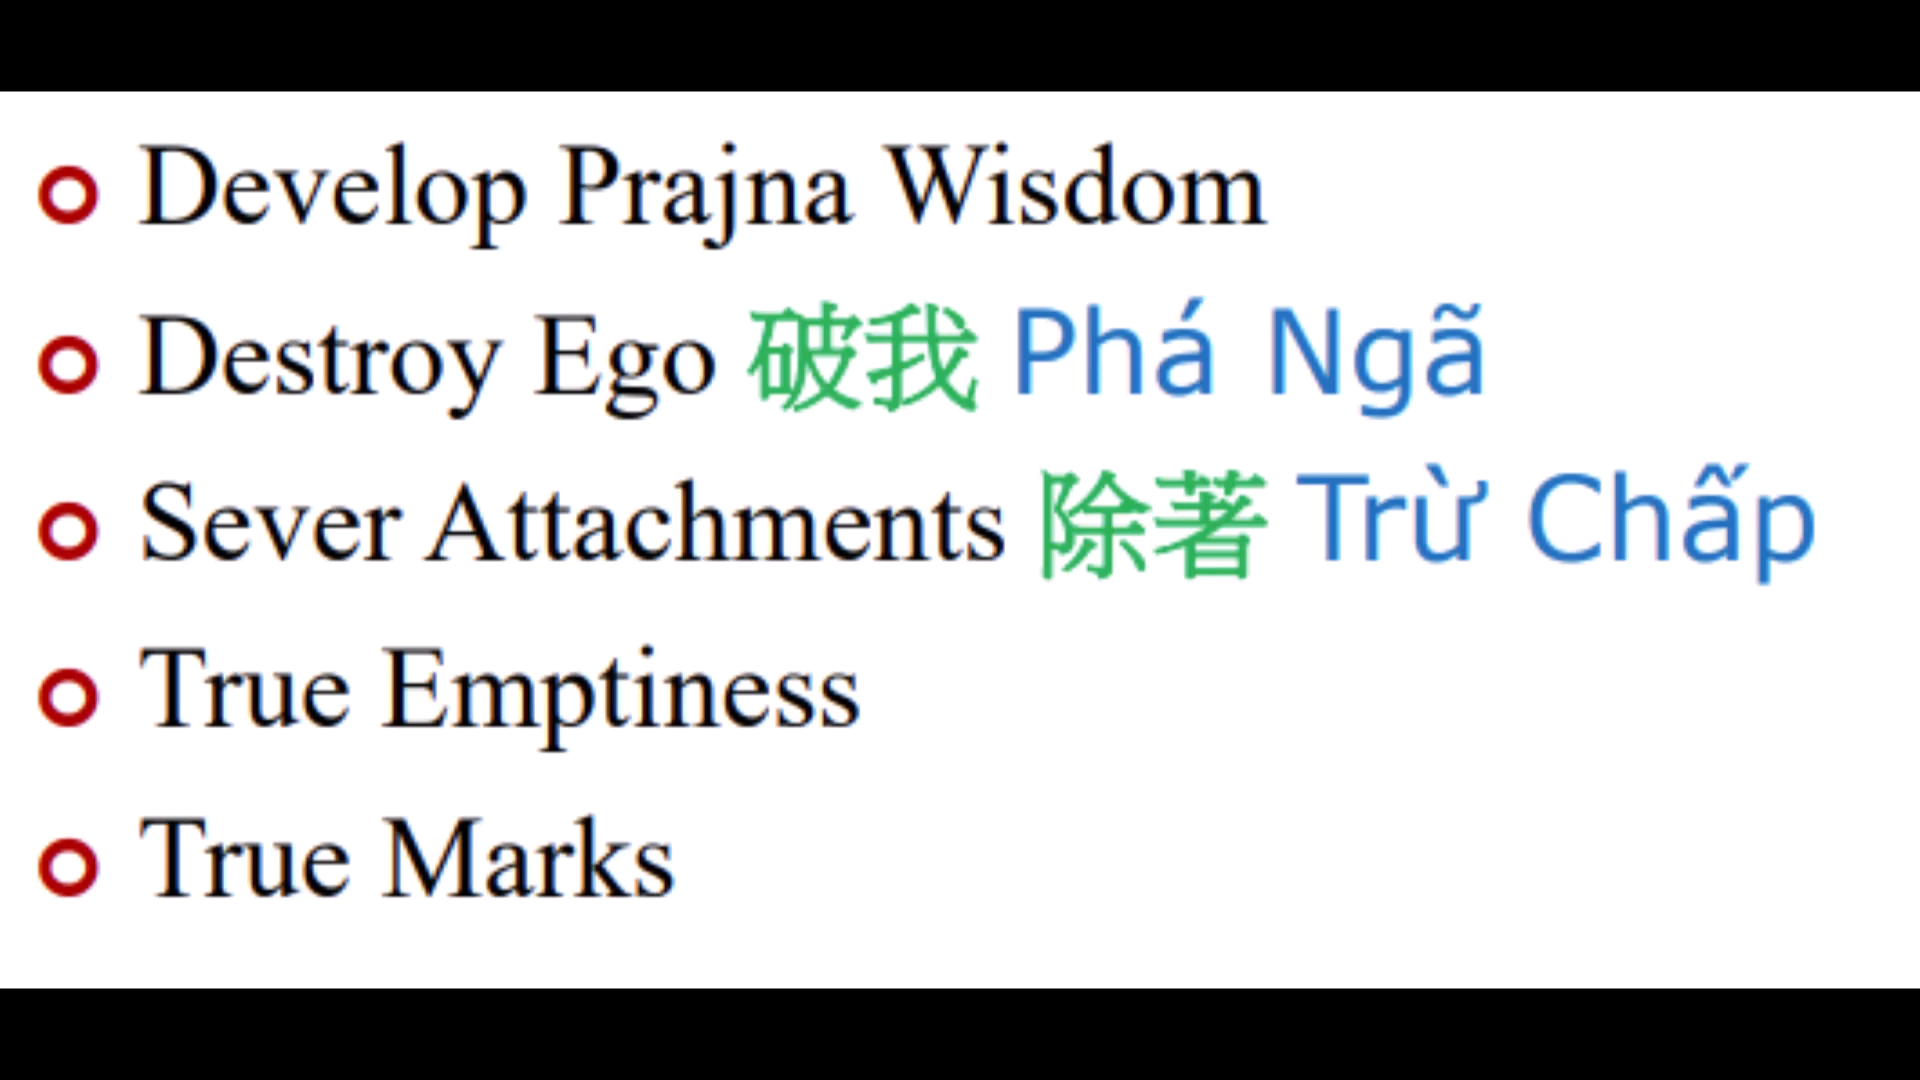 Develop Prajna Wisdom
Destroy Ego 破我 Phá Ngã
Sever Attachments 除著 Trừ Chấp
True Emptiness
True Marks